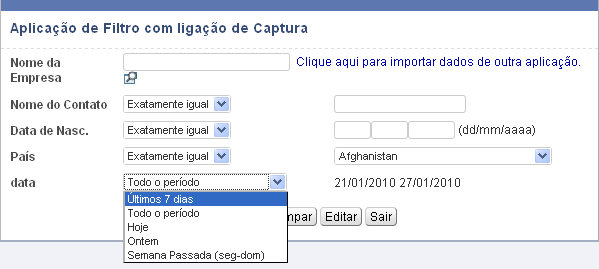 Aplicação de Filtro com ligação de Captura
Nome da Empresa
Clique aqui para importar dados de outra aplicação.
Nome do Contato Exatamente igual
Data de Nasc. Exatamente igual (dd/mm/aaaa)
País Exatamente igual Afghanistan
data Todo o período 21/01/2010 27/01/2010
Últimos 7 dias
Todo o período
Hoje
Ontem
Semana Passada (seg-dom)
mpar Editar Sair